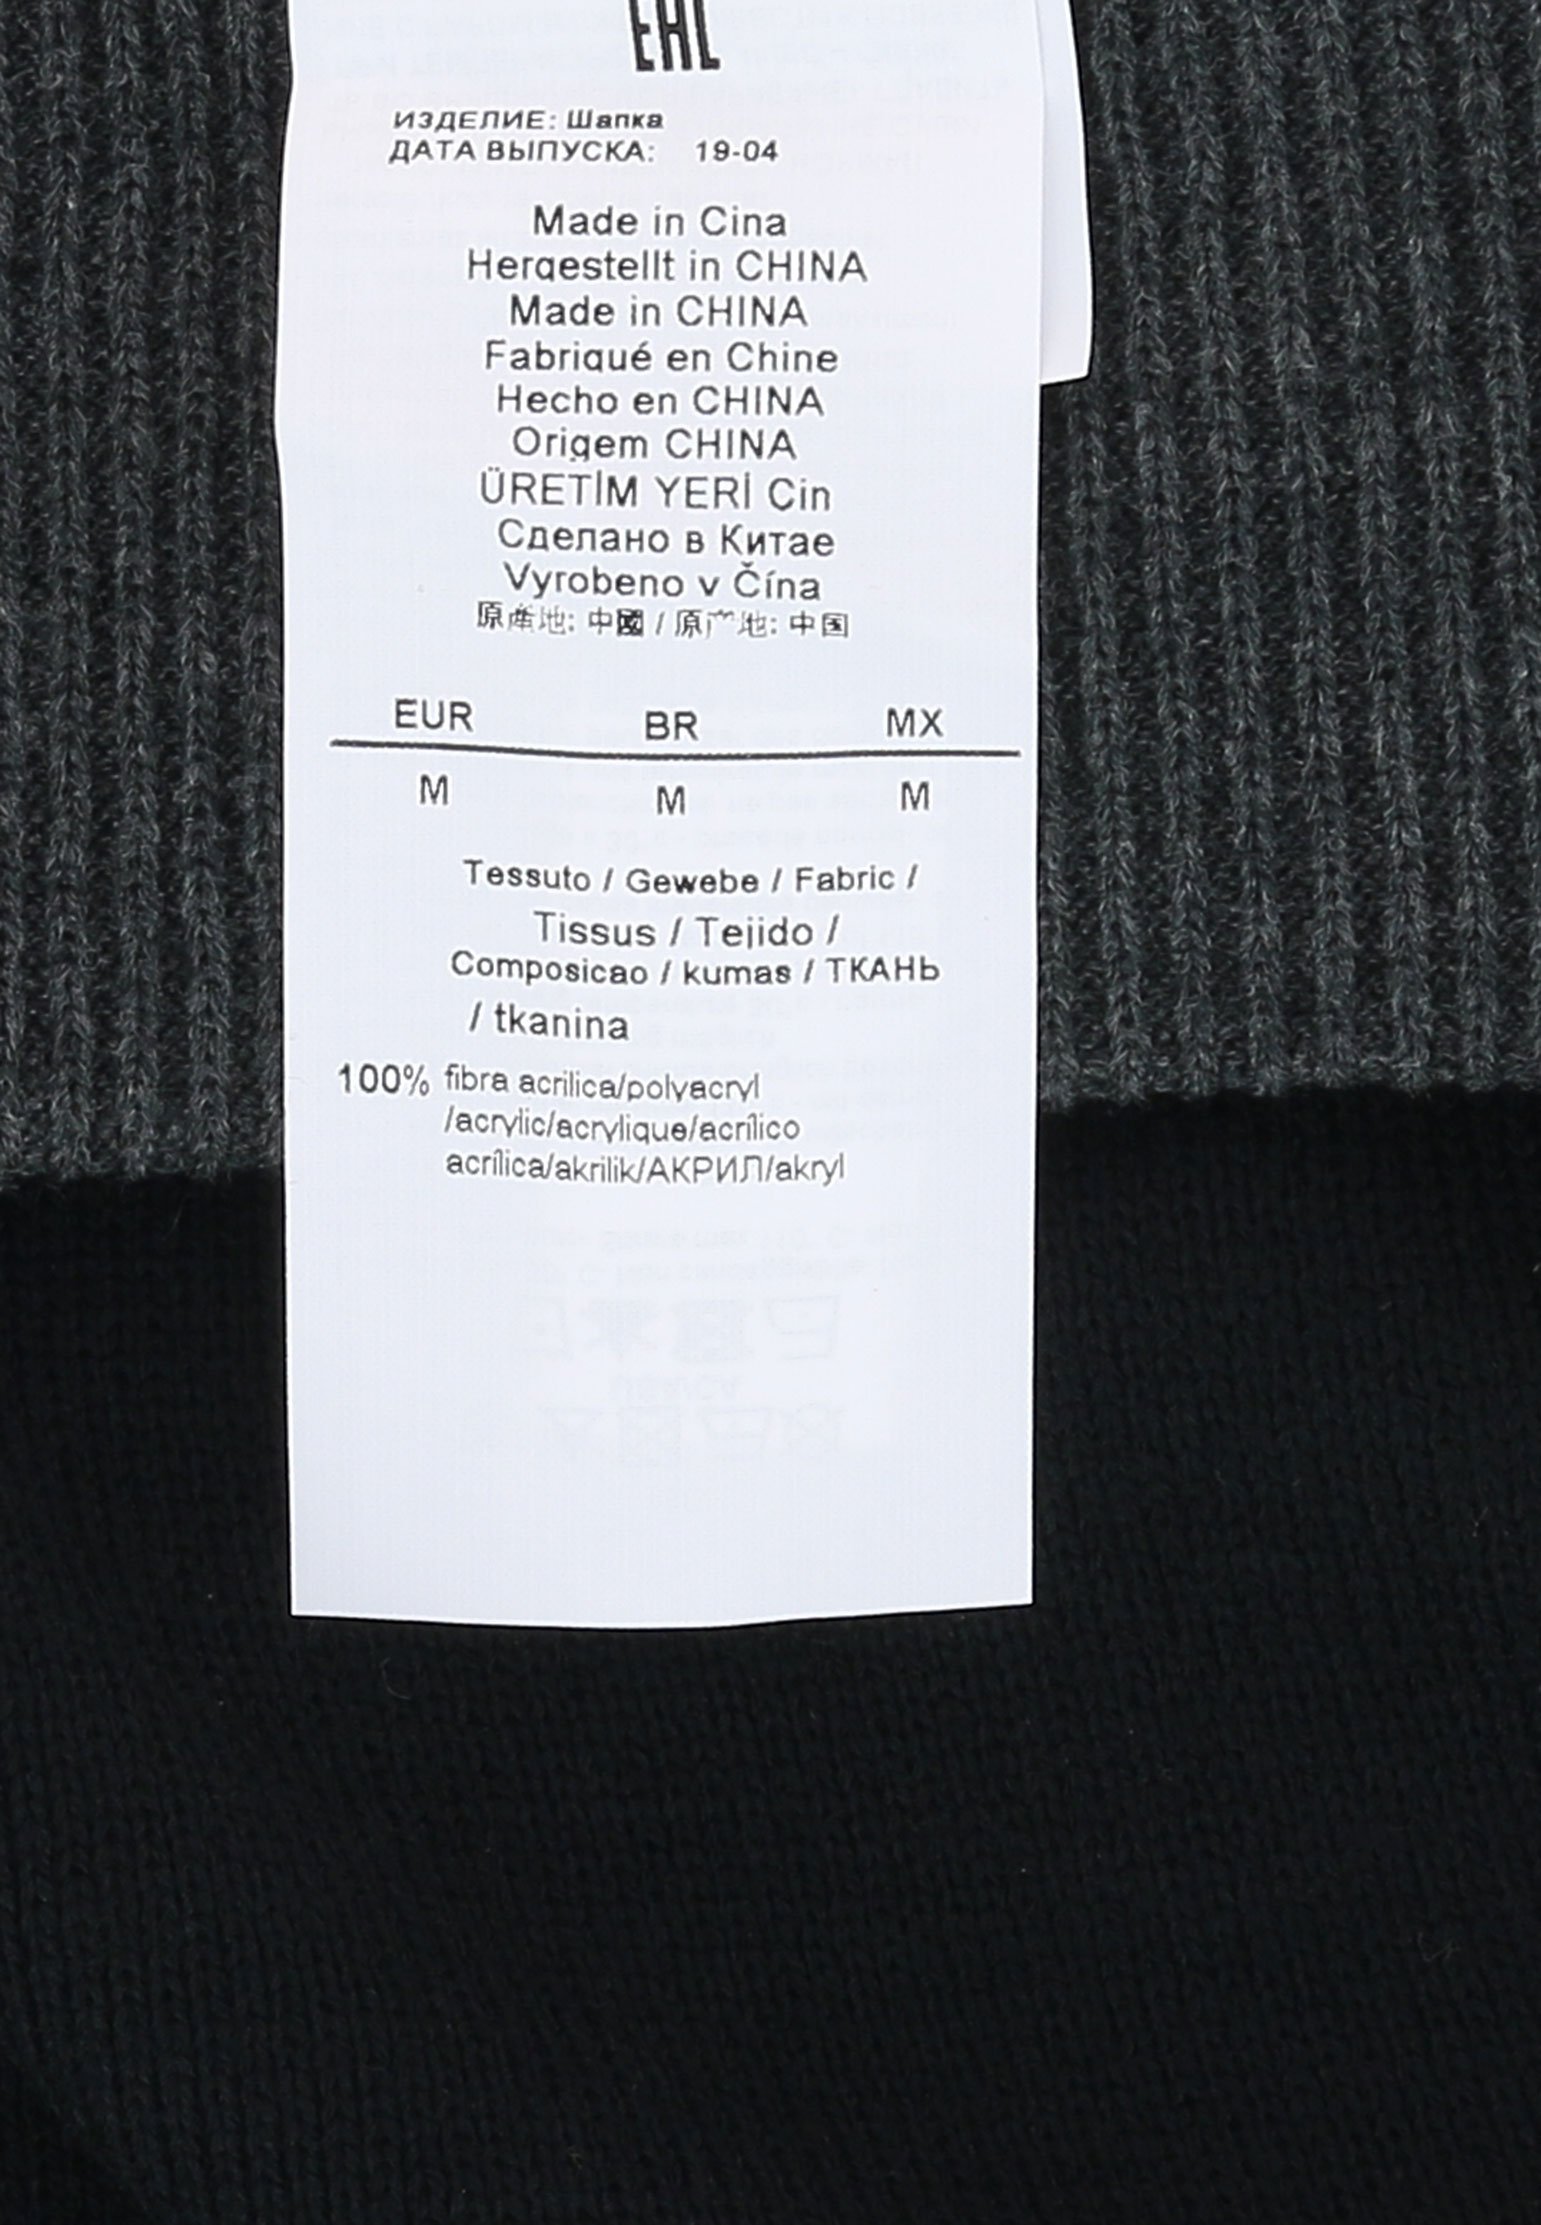 EAC
ИЗДЕЛИЕ: Шапка
ДАТА ВЫПУСКА: 19-04
Made in Cina
Hergestellt in CHINA
Made in CHINA
Fabriqué en Chine
Hecho en CHINA
Origem CHINA
ÜRETİM YERİ Cin
Сделано в Китае
Vyrobeno v Čína
原產地: 中國 / 原产地: 中国
EUR BR MX
M M M
Tessuto / Gewebe / Fabric /
Tissus / Tejido /
Composicao / kumas / ТКАНЬ
/ tkanina
100% fibra acrilica/polyacryl
/acrylic/acrylique/acrílico
acrílica/akrilik/АКРИЛ/akryl